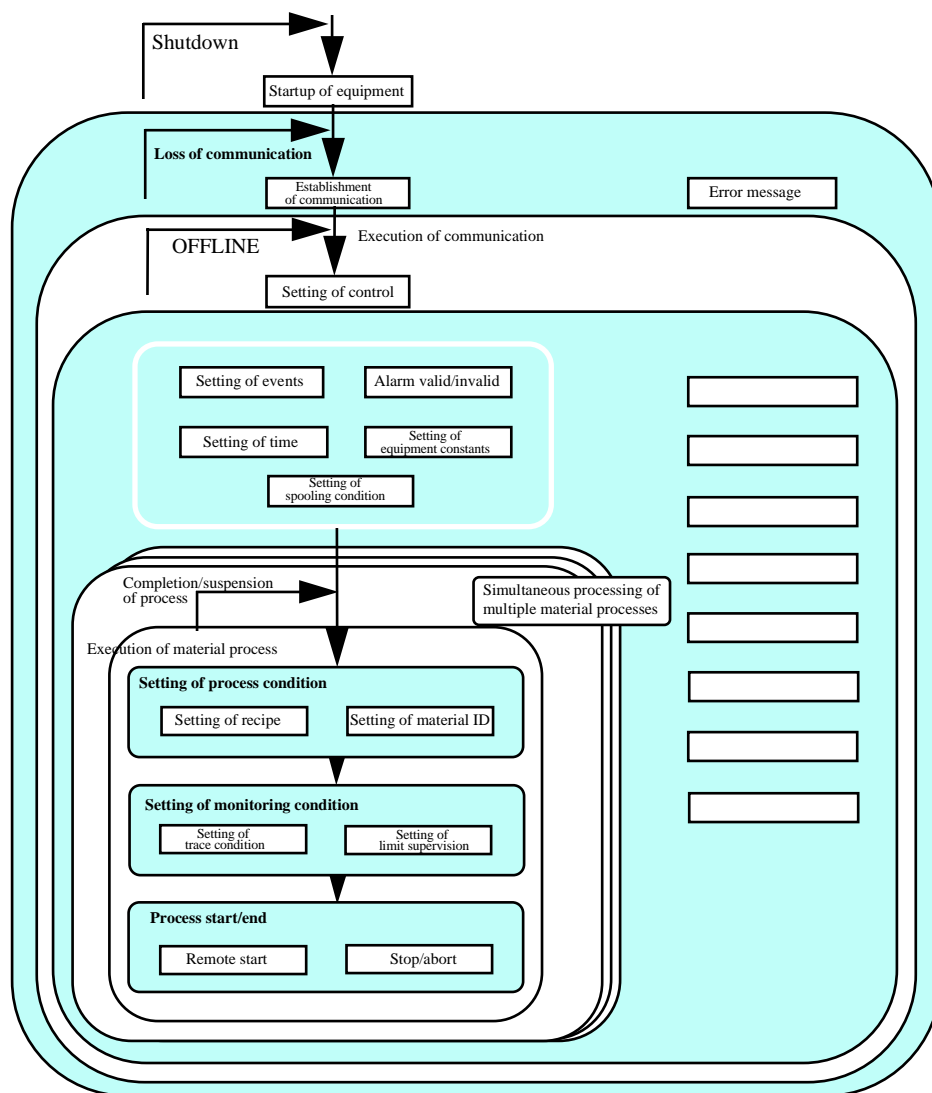 Shutdown
Startup of equipment
Loss of communication
Establishment
of communication
Error message
OFFLINE
Execution of communication
Setting of control
Setting of events
Alarm valid/invalid
Setting of time
Setting of
equipment constants
Setting of
spooling condition
Completion/suspension
of process
Simultaneous processing of
multiple material processes
Execution of material process
Setting of process condition
Setting of recipe
Setting of material ID
Setting of monitoring condition
Setting of
trace condition
Setting of
limit supervision
Process start/end
Remote start
Stop/abort